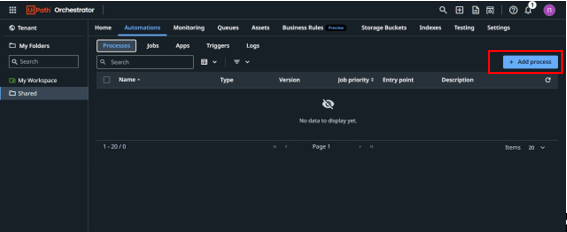 UiPath Orchestrator
1
П
Tenant
Home Automations Monitoring Queues Assets Business Rules Preview Storage Buckets Indexes Testing Settings
My Folders
Processes Jobs Apps Triggers Logs
Search
Search
+ Add process
My Workspace
Name Type Version Job priority Entry point Description
Shared
No data to display yet.
1 - 20 / 0
Page 1
Items 20